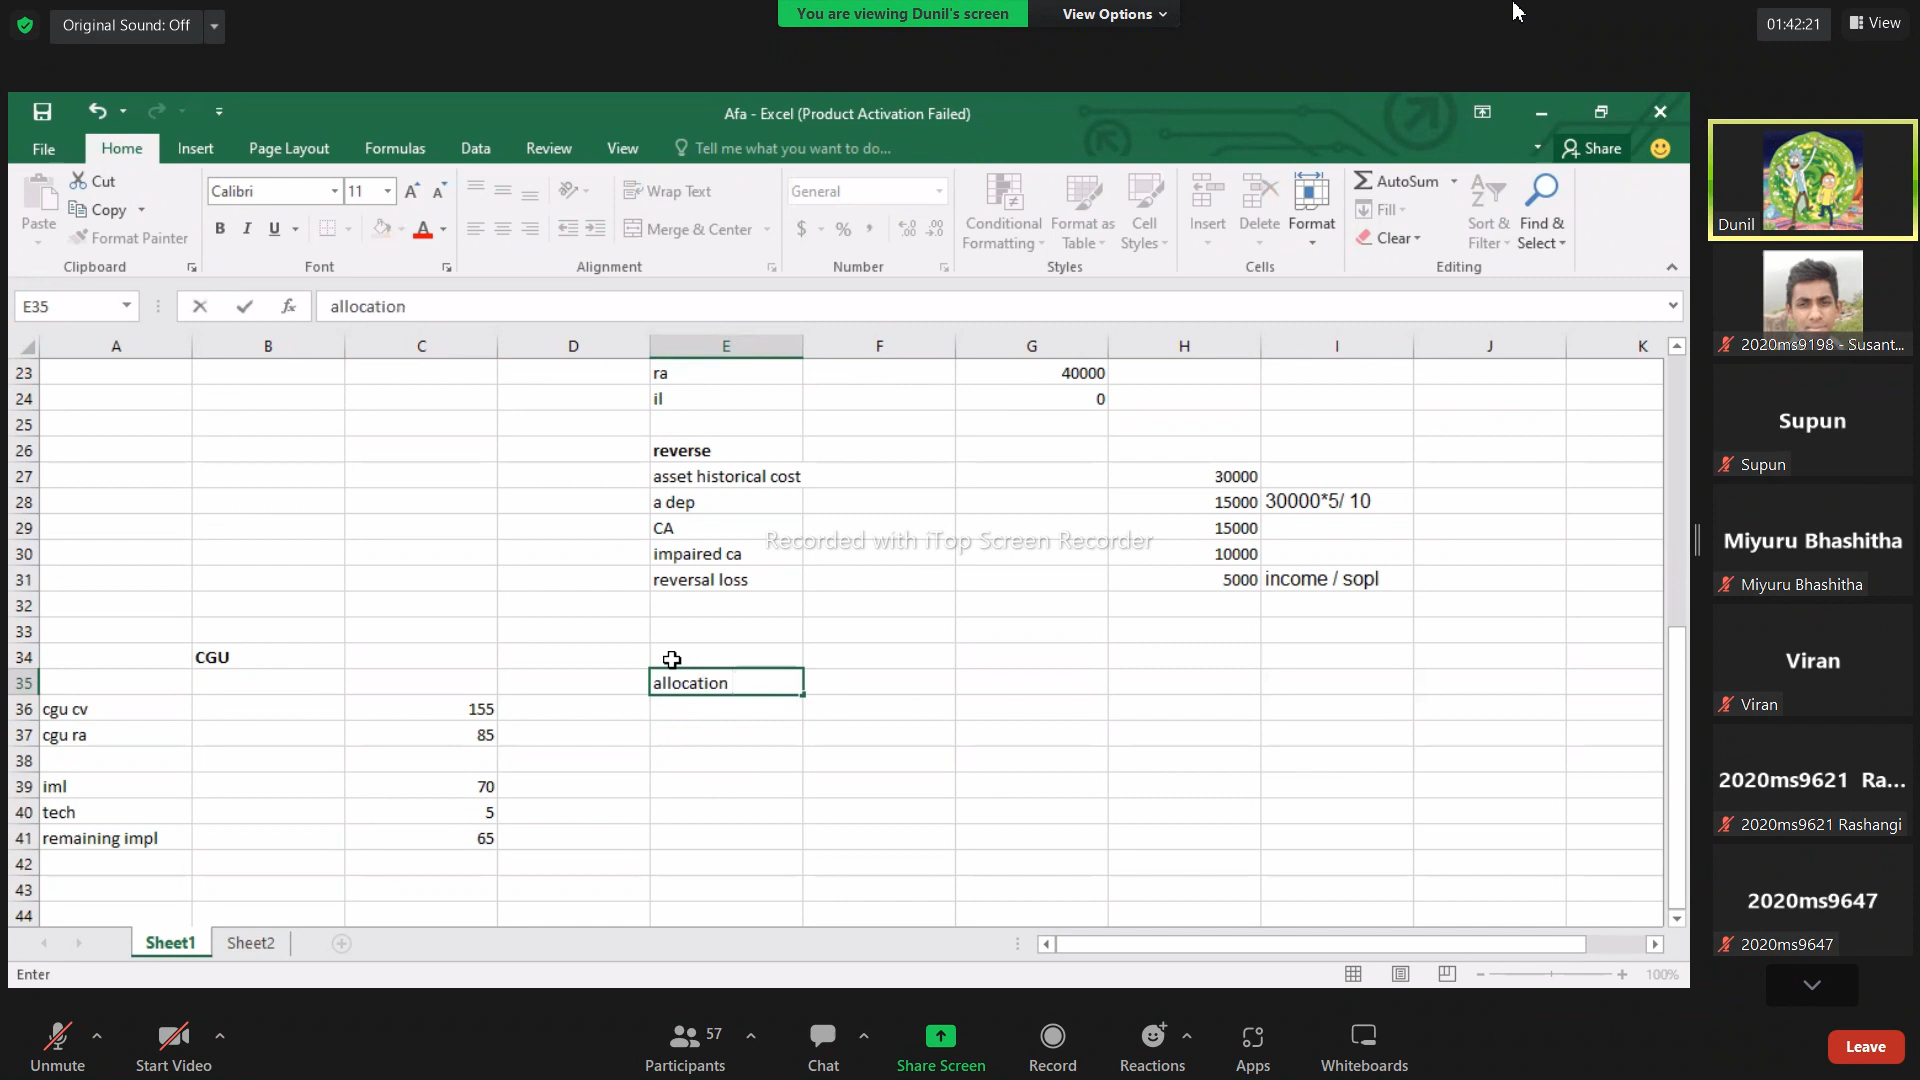 Original Sound: Off
You are viewing Dunil's screen
View Options
01:42:21
View
Afa - Excel (Product Activation Failed)
File
Home
Insert
Page Layout
Formulas
Data
Review
View
Tell me what you want to do...
Share
Paste
Cut
Copy
Format Painter
Clipboard
Calibri
11
B I U
Font
Wrap Text
Merge & Center
Alignment
General
$ % ,
Number
Conditional Formatting
Format as Table
Cell Styles
Styles
Insert
Delete
Format
Cells
AutoSum
Fill
Clear
Sort & Filter
Find & Select
Editing
E35
fx
allocation
A B C D E F G H I J K
23 ra 40000
24 il 0
25
26 reverse
27 asset historical cost 30000
28 a dep 15000 30000*5/ 10
29 CA 15000
Recorded with iTop Screen Recorder
30 impaired ca 10000
31 reversal loss 5000 income / sopl
32
33
34 CGU
35 allocation
36 cgu cv 155
37 cgu ra 85
38
39 iml 70
40 tech 5
41 remaining impl 65
42
43
44
Sheet1
Sheet2
Enter
100%
Dunil
2020ms9198 - Susant...
Supun
Supun
Miyuru Bhashitha
Miyuru Bhashitha
Viran
Viran
2020ms9621 Ra...
2020ms9621 Rashangi
2020ms9647
2020ms9647
Unmute
Start Video
57
Participants
Chat
Share Screen
Record
Reactions
Apps
Whiteboards
Leave